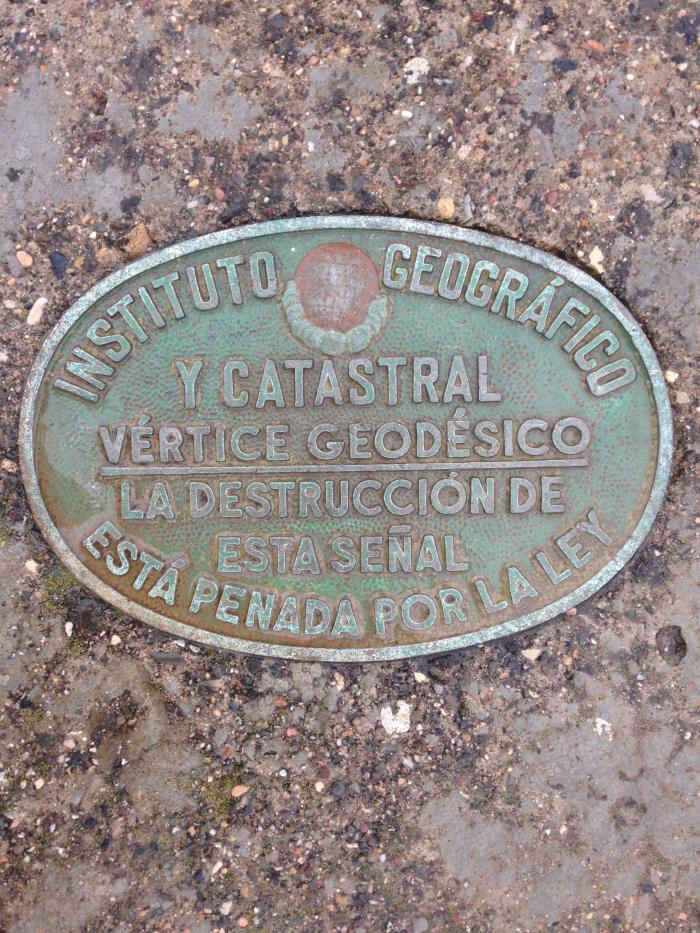 INSTITUTO GEOGRÁFICO
Y CATASTRAL
VÉRTICE GEODÉSICO
LA DESTRUCCIÓN DE
ESTA SEÑAL
ESTÁ PENADA POR LA LEY